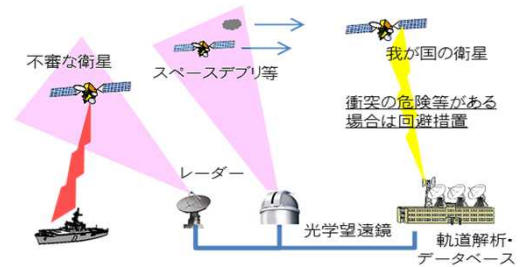 不審な衛星
スペースデブリ等
我が国の衛星
衝突の危険等がある
場合は回避措置
レーダー
光学望遠鏡
軌道解析・
データベース